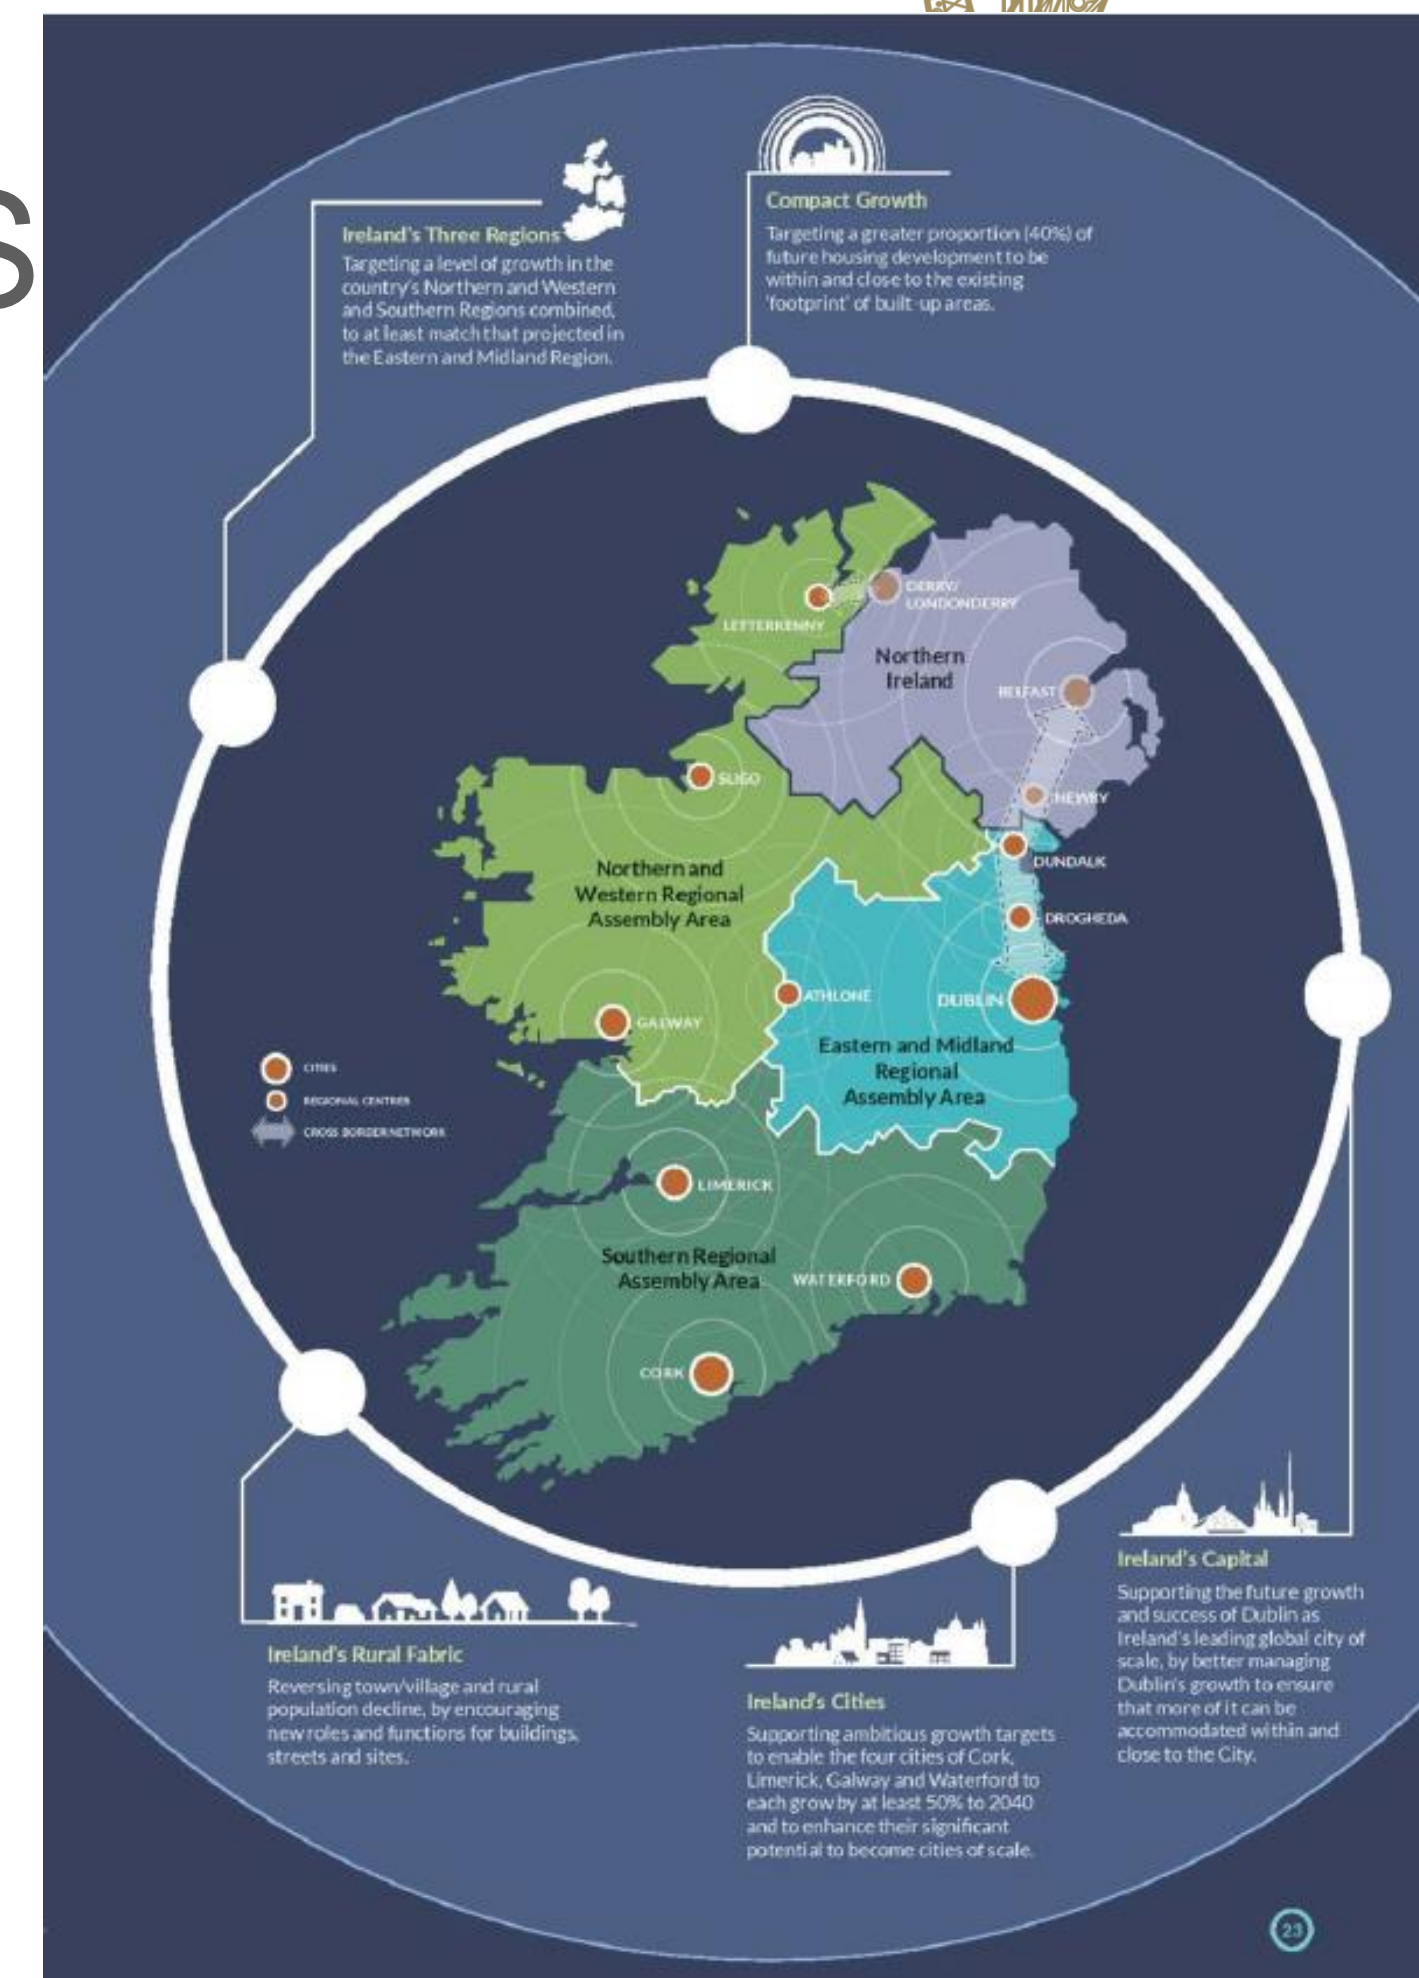 S
Ireland's Three Regions
Targeting a level of growth in the
country's Northern and Western
and Southern Regions combined,
to at least match that projected in
the Eastern and Midland Region.
Compact Growth
Targeting a greater proportion (40%) of
future housing development to be
within and close to the existing
'footprint' of built-up areas.
DERRY/
LONDONDERRY
LETTERKENNY
Northern
Ireland
BELFAST
SLIGO
NEWRY
DUNDALK
Northern and
Western Regional
Assembly Area
DROGHEDA
ATHLONE
DUBLIN
GALWAY
Eastern and Midland
Regional
Assembly Area
CITIES
REGIONAL CENTRES
CROSS BORDER NETWORK
LIMERICK
Southern Regional
Assembly Area
WATERFORD
CORK
Ireland's Rural Fabric
Reversing town/village and rural
population decline, by encouraging
new roles and functions for buildings,
streets and sites.
Ireland's Cities
Supporting ambitious growth targets
to enable the four cities of Cork,
Limerick, Galway and Waterford to
each grow by at least 50% to 2040
and to enhance their significant
potential to become cities of scale.
Ireland's Capital
Supporting the future growth
and success of Dublin as
Ireland's leading global city of
scale, by better managing
Dublin's growth to ensure
that more of it can be
accommodated within and
close to the City.
23